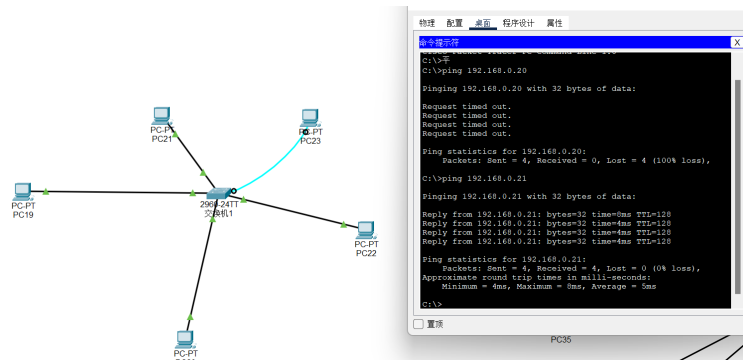 PC-PT
PC21
PC-PT
PC23
PC-PT
PC19
2960-24TT
交换机1
PC-PT
PC22
PC-PT
物理 配置 桌面 程序设计 属性
命令提示符 X
C:\>平
C:\>ping 192.168.0.20
Pinging 192.168.0.20 with 32 bytes of data:
Request timed out.
Request timed out.
Request timed out.
Request timed out.
Ping statistics for 192.168.0.20:
Packets: Sent = 4, Received = 0, Lost = 4 (100% loss),
C:\>ping 192.168.0.21
Pinging 192.168.0.21 with 32 bytes of data:
Reply from 192.168.0.21: bytes=32 time=8ms TTL=128
Reply from 192.168.0.21: bytes=32 time=4ms TTL=128
Reply from 192.168.0.21: bytes=32 time=4ms TTL=128
Reply from 192.168.0.21: bytes=32 time=4ms TTL=128
Ping statistics for 192.168.0.21:
Packets: Sent = 4, Received = 4, Lost = 0 (0% loss),
Approximate round trip times in milli-seconds:
Minimum = 4ms, Maximum = 8ms, Average = 5ms
C:\>
置顶
PC35